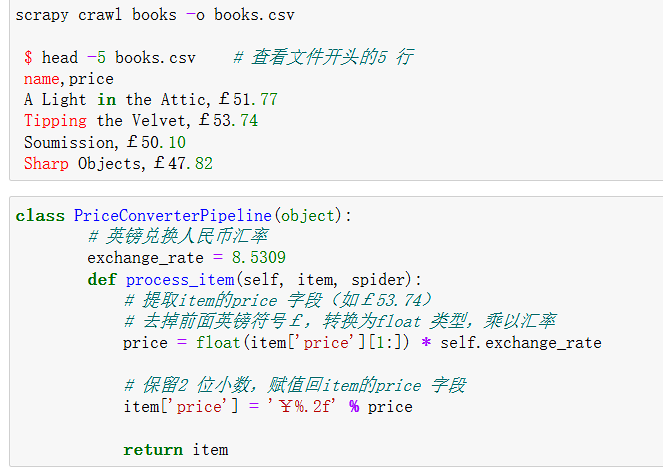 scrapy crawl books -o books.csv
$ head -5 books.csv # 查看文件开头的5 行
name,price
A Light in the Attic,￡51.77
Tipping the Velvet,￡53.74
Soumission,￡50.10
Sharp Objects,￡47.82
class PriceConverterPipeline(object):
# 英镑兑换人民币汇率
exchange_rate = 8.5309
def process_item(self, item, spider):
# 提取item的price 字段（如￡53.74）
# 去掉前面英镑符号￡，转换为float 类型，乘以汇率
price = float(item['price'][1:]) * self.exchange_rate
# 保留2 位小数，赋值回item的price 字段
item['price'] = '￥%.2f' % price
return item